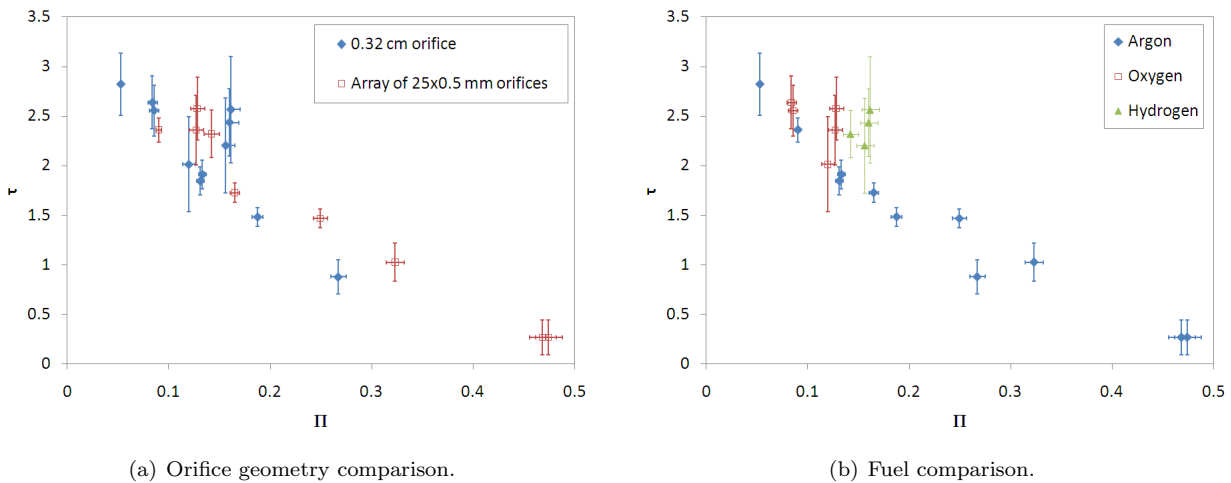 3.5
3
2.5
2
1.5
1
0.5
0
τ
0
0.1
0.2
0.3
0.4
0.5
Π
0.32 cm orifice
Array of 25x0.5 mm orifices
(a) Orifice geometry comparison.
3.5
3
2.5
2
1.5
1
0.5
0
τ
0
0.1
0.2
0.3
0.4
0.5
Π
Argon
Oxygen
Hydrogen
(b) Fuel comparison.